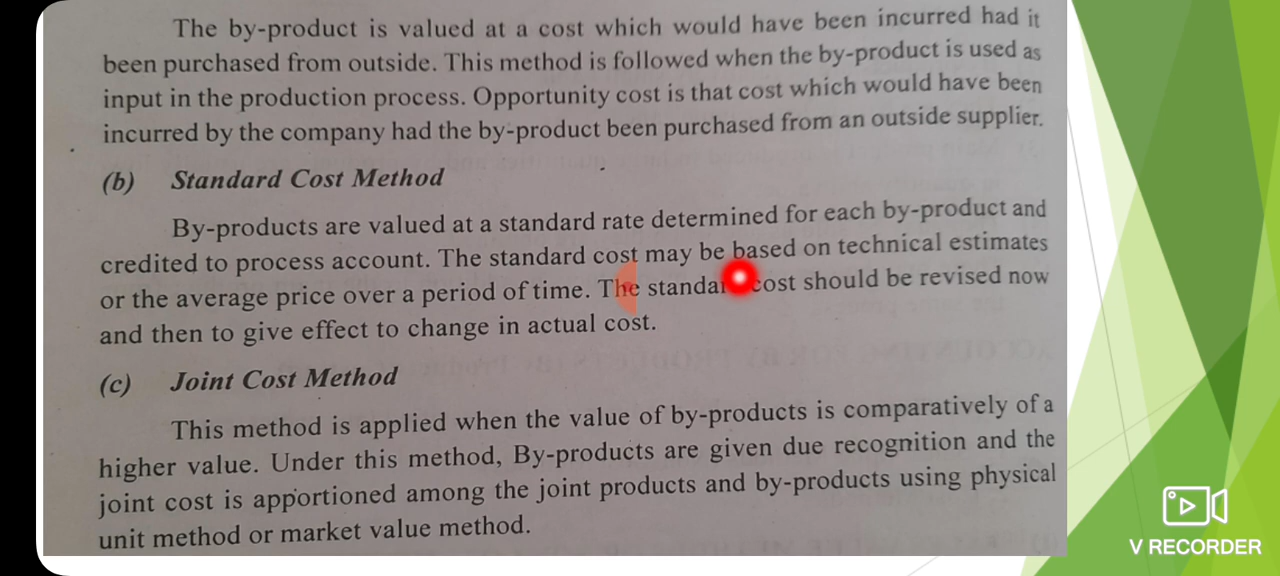 The by-product is valued at a cost which would have been incurred had it
been purchased from outside. This method is followed when the by-product is used as
input in the production process. Opportunity cost is that cost which would have been
incurred by the company had the by-product been purchased from an outside supplier.
(b) Standard Cost Method
By-products are valued at a standard rate determined for each by-product and
credited to process account. The standard cost may be based on technical estimates
or the average price over a period of time. The standar cost should be revised now
and then to give effect to change in actual cost.
(c) Joint Cost Method
This method is applied when the value of by-products is comparatively of a
higher value. Under this method, By-products are given due recognition and the
joint cost is apportioned among the joint products and by-products using physical
unit method or market value method.
V RECORDER